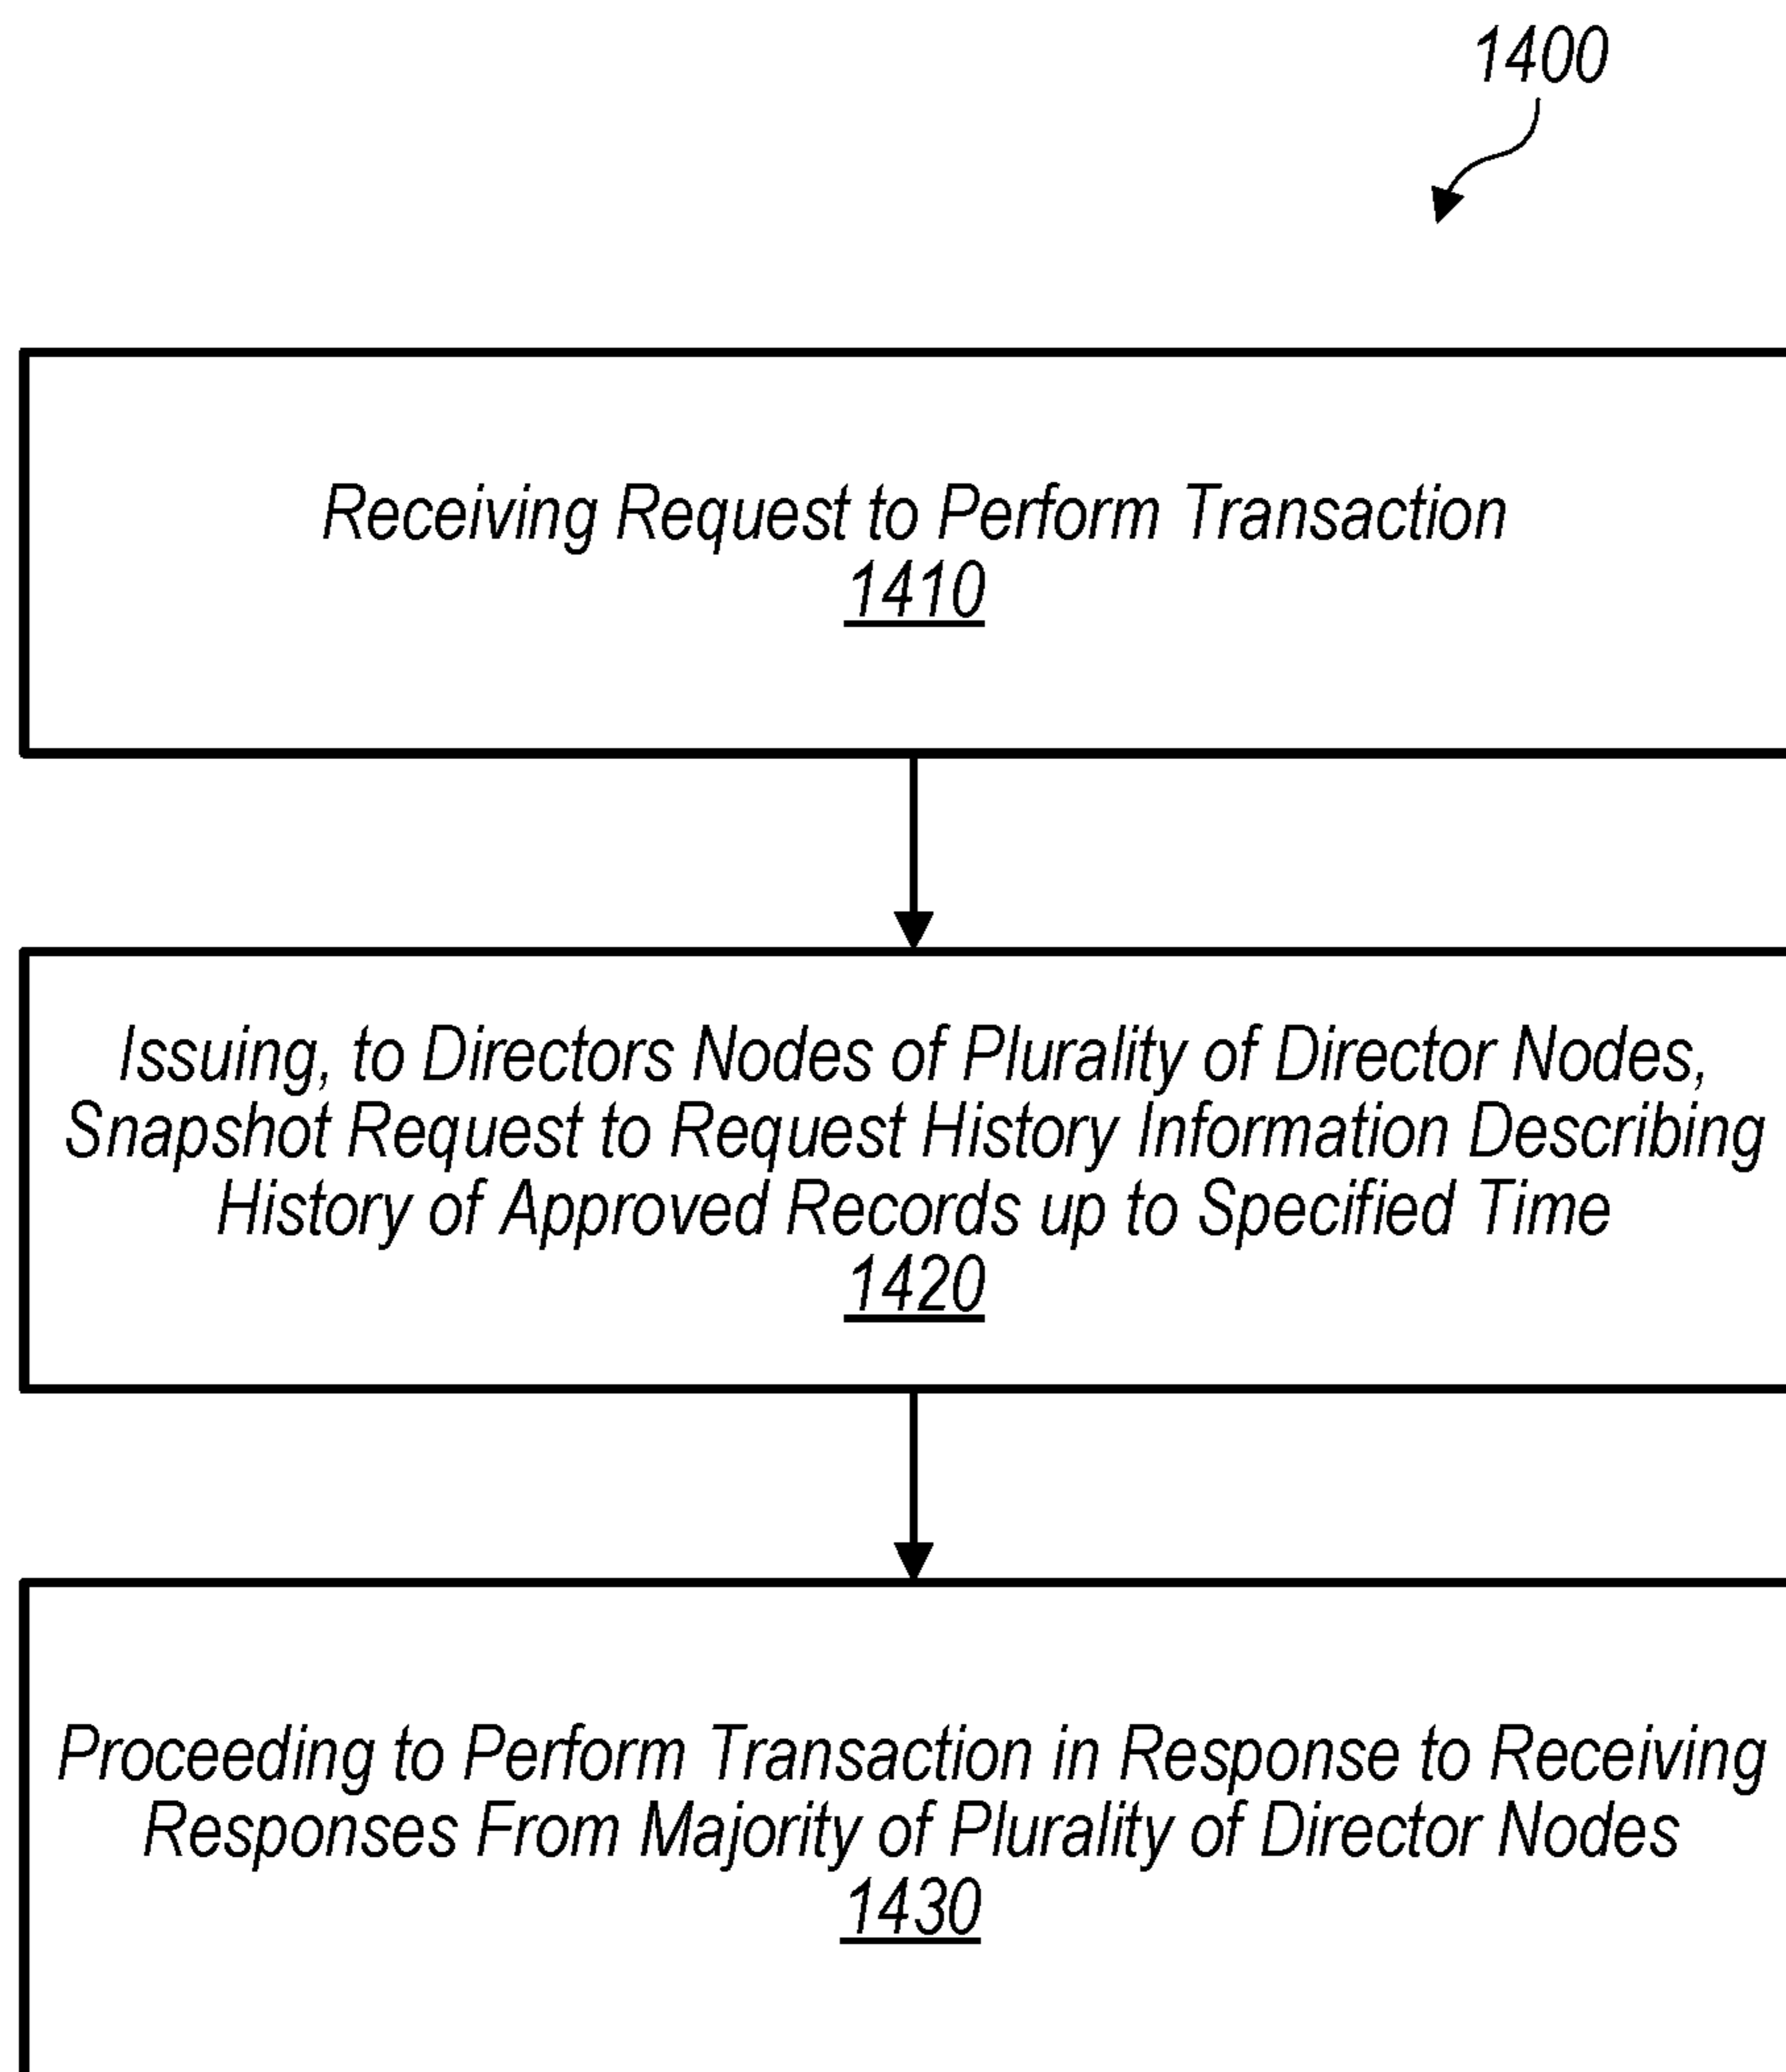 1400
Receiving Request to Perform Transaction
1410
Issuing, to Directors Nodes of Plurality of Director Nodes,
Snapshot Request to Request History Information Describing
History of Approved Records up to Specified Time
1420
Proceeding to Perform Transaction in Response to Receiving
Responses From Majority of Plurality of Director Nodes
1430